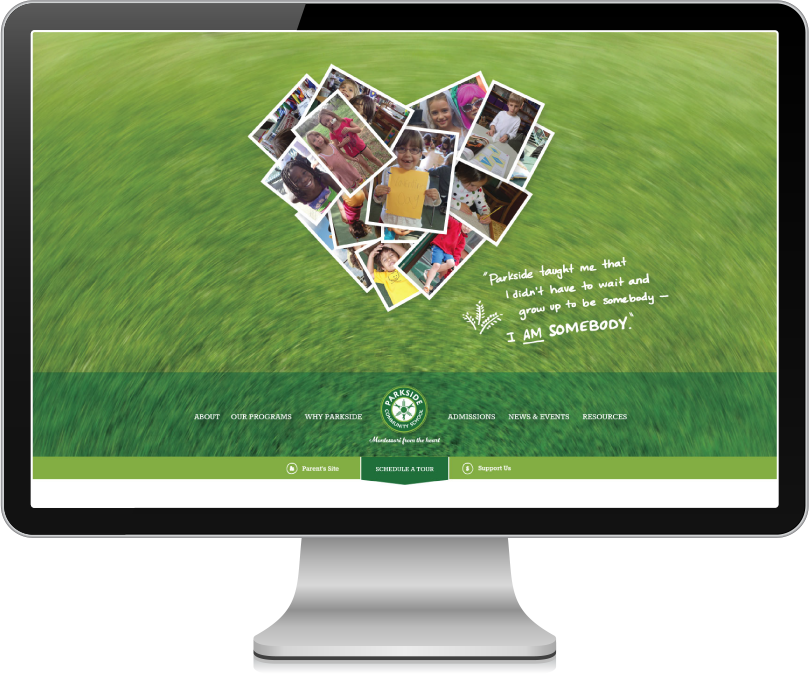 "Parkside taught me that
I didn't have to wait and
grow up to be somebody –
I AM SOMEBODY."
ABOUT OUR PROGRAMS WHY PARKSIDE ADMISSIONS NEWS & EVENTS RESOURCES
PARKSIDE
COMMUNITY SCHOOL
Montessori from the heart
Parent's Site SCHEDULE A TOUR Support Us